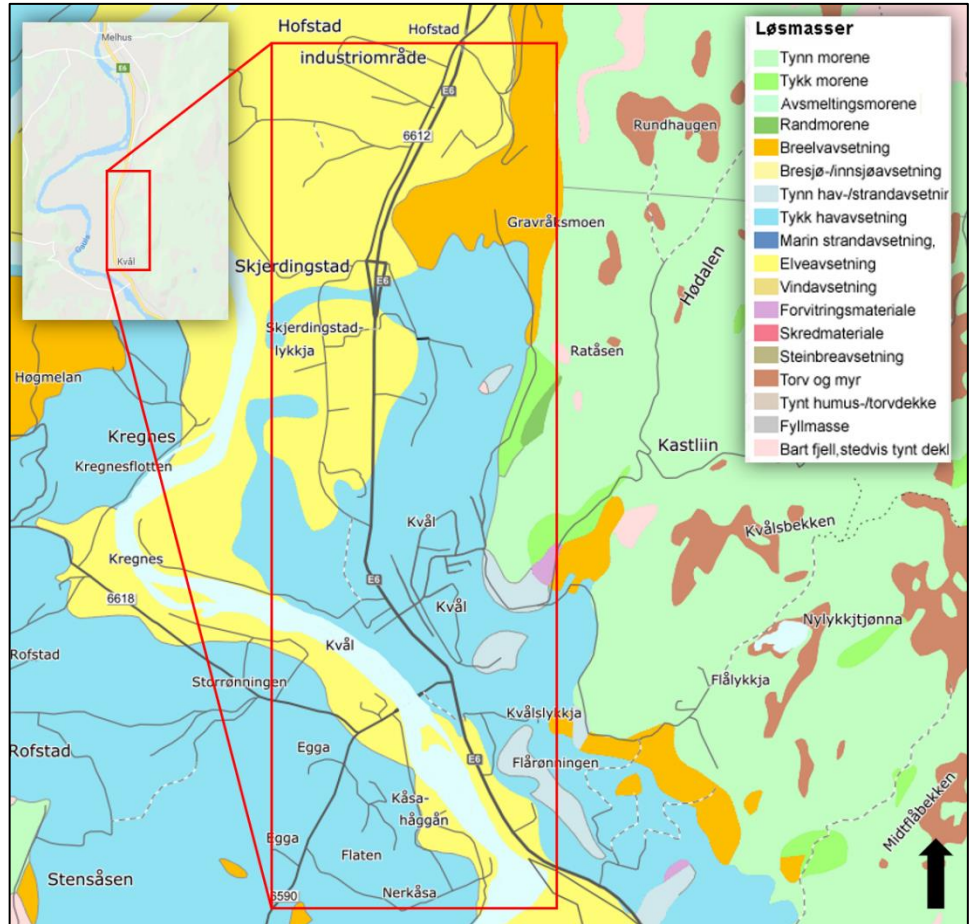 Melhus
E6
Gaula
Kvål
Hofstad
industriområde
Hofstad
E6
6612
Gravråksmoen
Rundhaugen
Hødalen
Skjerdingstad
E6
Skjerdingstad-
lykkja
Ratåsen
Høgmelan
Kregnes
Kregnesflotten
Kastliin
Kvål
Kvålsbekken
Kregnes
E6
6618
Kvål
Kvål
Nylykkjtjønna
Rofstad
Storrønningen
Flålykkja
Kvålslykkja
Rofstad
Egga
E6
Flårønningen
Kåsa-
håggån
Midtflåbekken
Egga
Flaten
Stensåsen
Nerkåsa
6590
Løsmasser
Tynn morene
Tykk morene
Avsmeltingsmorene
Randmorene
Breelvavsetning
Bresjø-/innsjøavsetning
Tynn hav-/strandavsetnir
Tykk havavsetning
Marin strandavsetning,
Elveavsetning
Vindavsetning
Forvitringsmateriale
Skredmateriale
Steinbreavsetning
Torv og myr
Tynt humus-/torvdekke
Fyllmasse
Bart fjell,stedvis tynt dekl